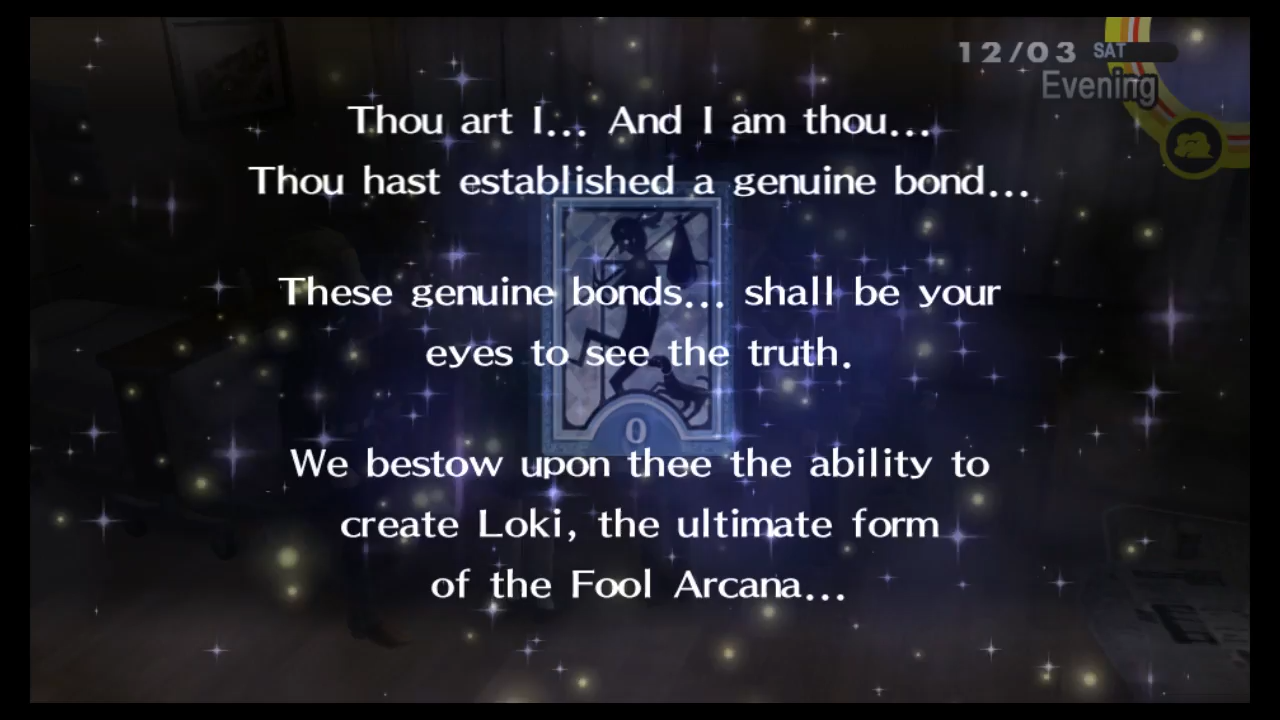 12/03 SAT
Evening
Thou art I... And I am thou...
Thou hast established a genuine bond...
These genuine bonds... shall be your
eyes to see the truth.
We bestow upon thee the ability to
create Loki, the ultimate form
of the Fool Arcana...
0